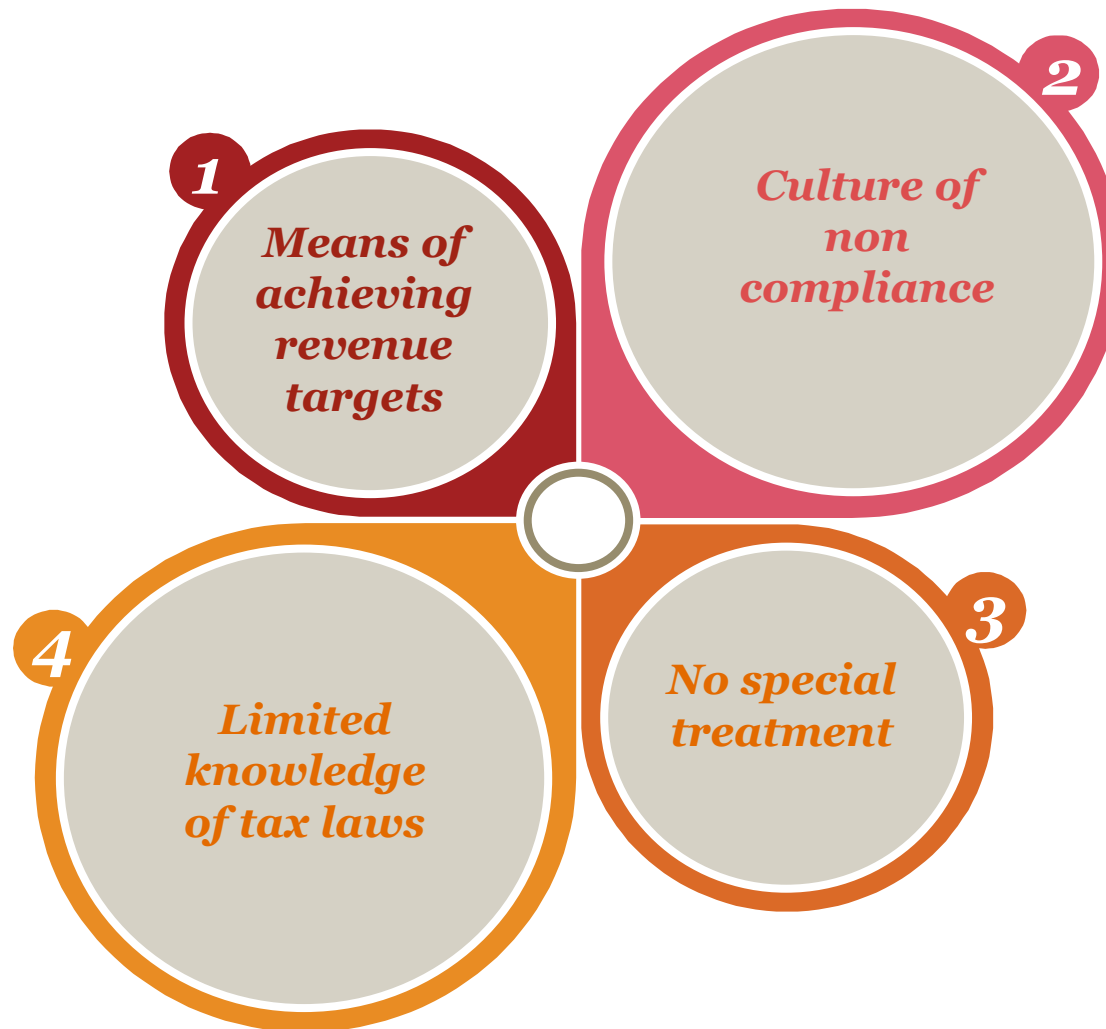 1
Means of
achieving
revenue
targets
2
Culture of
non
compliance
3
No special
treatment
4
Limited
knowledge
of tax laws